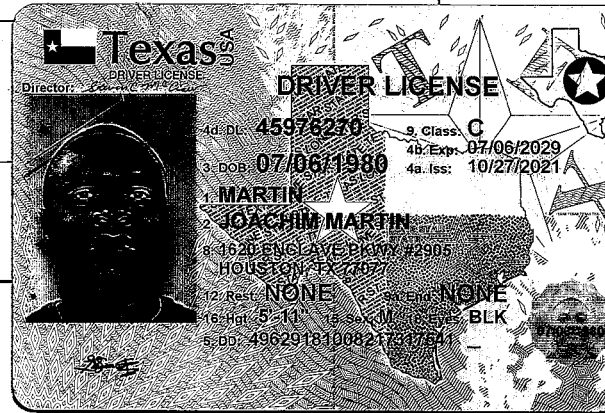 Texas USA
DRIVER LICENSE
Director:
DRIVER LICENSE
4d. DL: 45976270
9. Class: C
4b. Exp: 07/06/2029
3. DOB: 07/06/1980
4a. Iss: 10/27/2021
1. MARTIN
2. JOACHIM MARTIN
8. 1620 ENCLAVE PKWY #2905
HOUSTON, TX 77077
12. Rest: NONE
9a. End: NONE
16. Hgt: 5'-11" 15. Sex: M 18. Eyes: BLK
5. DD: